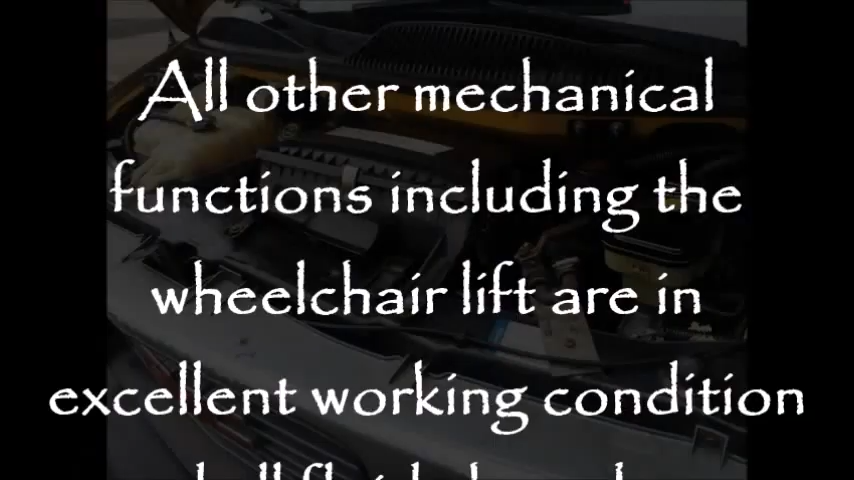 All other mechanical
functions including the
wheelchair lift are in
excellent working condition